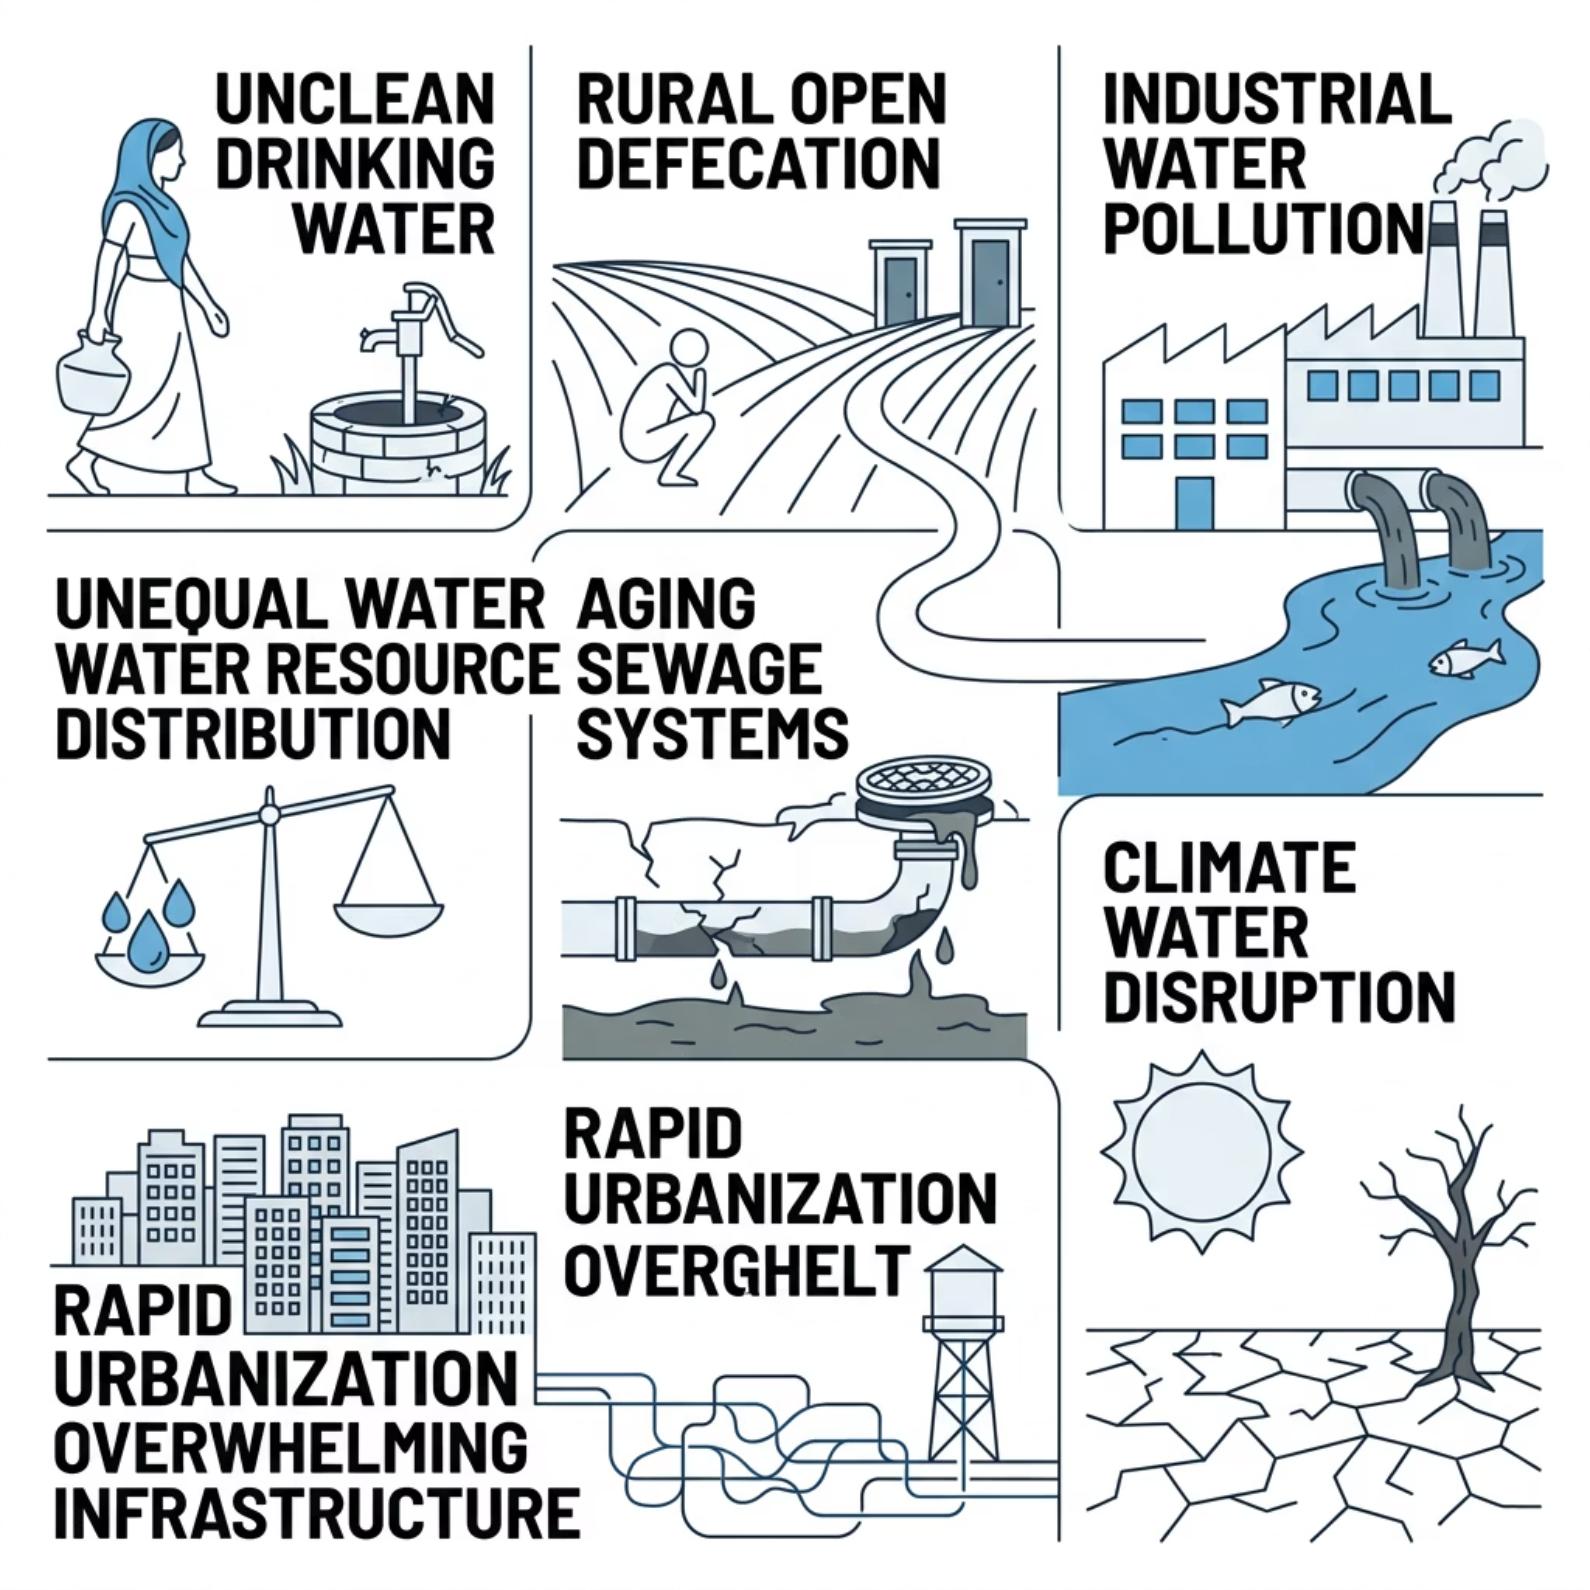 UNCLEAN
DRINKING
WATER
RURAL OPEN
DEFECATION
INDUSTRIAL
WATER
POLLUTION
UNEQUAL WATER
WATER RESOURCE
DISTRIBUTION
AGING
SEWAGE
SYSTEMS
CLIMATE
WATER
DISRUPTION
RAPID
URBANIZATION
OVERWHELMING
INFRASTRUCTURE
RAPID
URBANIZATION
OVERGHELT